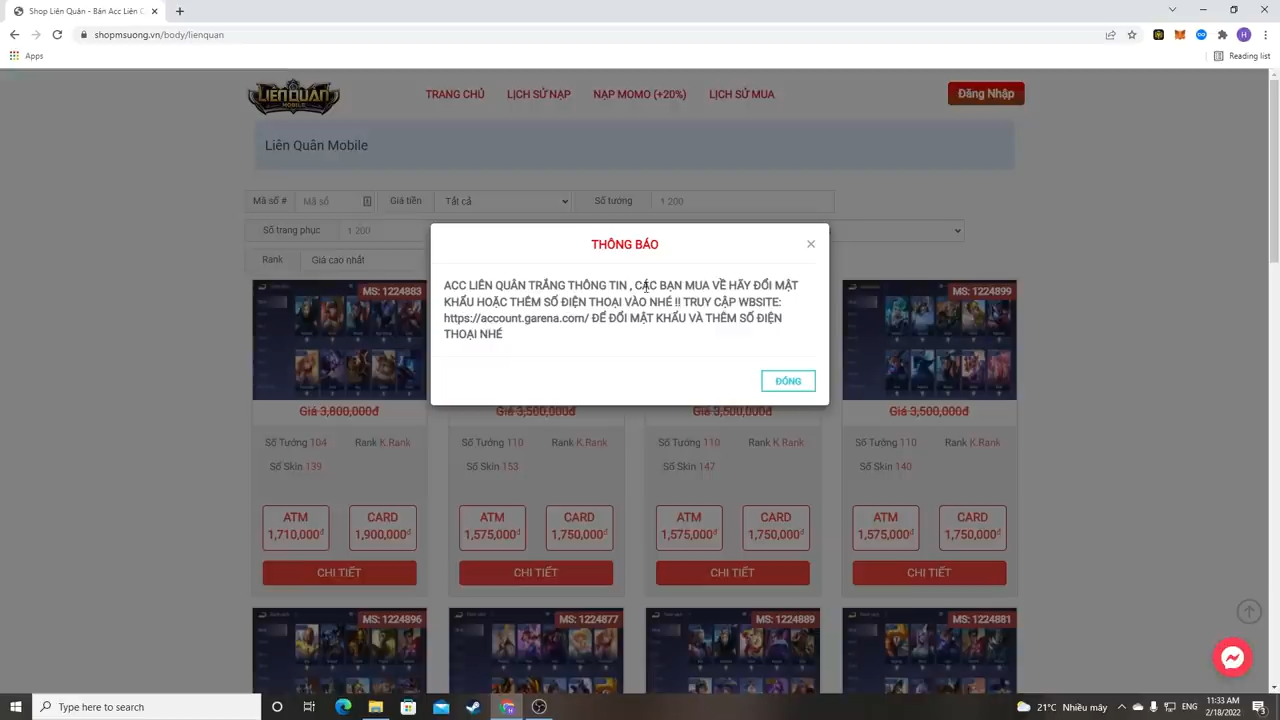 Shop Liên Quân - Bán Acc Liên Q
shopmsuong.vn/body/lienquan
Apps
Reading list
LIÊN QUÂN
MOBILE
TRANG CHỦ
LỊCH SỬ NẠP
NẠP MOMO (+20%)
LỊCH SỬ MUA
Đăng Nhập
Liên Quân Mobile
Mã số #
Mã số
Giá tiền
Tất cả
Số tướng
1 200
Số trang phục
1 200
Rank
Giá cao nhất
THÔNG BÁO
×
ACC LIÊN QUÂN TRẮNG THÔNG TIN , CÁC BẠN MUA VỀ HÃY ĐỔI MẬT
KHẨU HOẶC THÊM SỐ ĐIỆN THOẠI VÀO NHÉ !! TRUY CẬP WBSITE:
https://account.garena.com/ ĐỂ ĐỔI MẬT KHẨU VÀ THÊM SỐ ĐIỆN
THOẠI NHÉ
ĐÓNG
MS: 1224883
MS: 1224899
Giá 3,800,000đ
Giá 3,500,000đ
Giá 3,500,000đ
Giá 3,500,000đ
Số Tướng 104
Rank K.Rank
Số Tướng 110
Rank K.Rank
Số Tướng 110
Rank K.Rank
Số Tướng 110
Rank K.Rank
Số Skin 139
Số Skin 153
Số Skin 147
Số Skin 140
ATM
1,710,000đ
CARD
1,900,000đ
ATM
1,575,000đ
CARD
1,750,000đ
ATM
1,575,000đ
CARD
1,750,000đ
ATM
1,575,000đ
CARD
1,750,000đ
CHI TIẾT
CHI TIẾT
CHI TIẾT
CHI TIẾT
MS: 1224896
MS: 1224877
MS: 1224889
MS: 1224881
Type here to search
21°C Nhiều mây
ENG
11:33 AM
2/18/2022